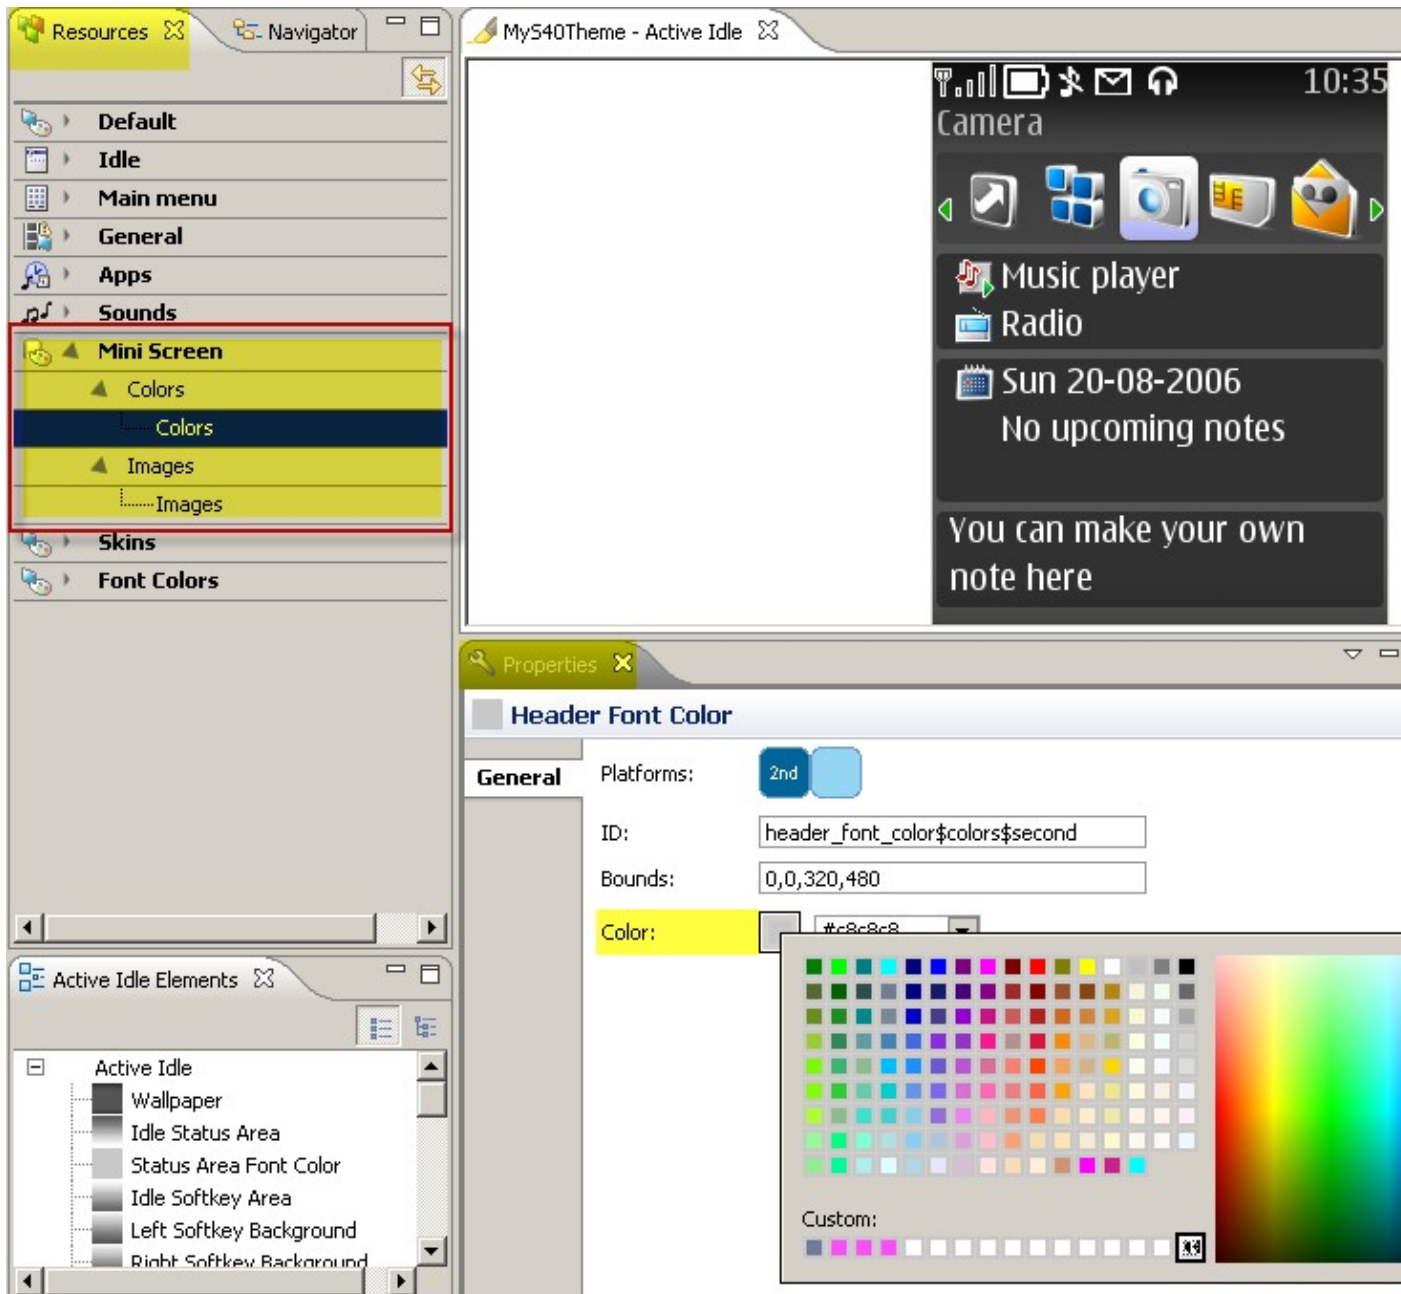 Resources
Navigator
Default
Idle
Main menu
General
Apps
Sounds
Mini Screen
Colors
Colors
Images
Images
Skins
Font Colors
Active Idle Elements
Active Idle
Wallpaper
Idle Status Area
Status Area Font Color
Idle Softkey Area
Left Softkey Background
Right Softkey Background
MyS40Theme - Active Idle
10:35
Camera
Music player
Radio
Sun 20-08-2006
No upcoming notes
You can make your own
note here
Properties
Header Font Color
General
Platforms: 2nd
ID: header_font_color$colors$second
Bounds: 0,0,320,480
Color: #c8c8c8
Custom: